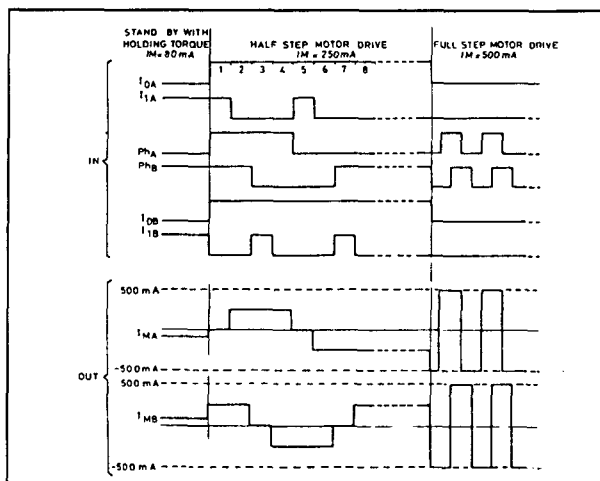 STAND BY WITH
HOLDING TORQUE
IM = 80 mA
HALF STEP MOTOR DRIVE
IM = 250 mA
FULL STEP MOTOR DRIVE
IM = 500 mA
1 2 3 4 5 6 7 8
I0A
I1A
PhA
PhB
IN
I0B
I1B
500 mA
IMA
-500 mA
OUT
500 mA
IMB
-500 mA